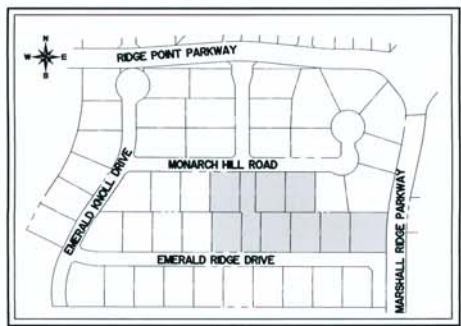 N
W E
S
RIDGE POINT PARKWAY
MONARCH HILL ROAD
EMERALD KNOLL DRIVE
EMERALD RIDGE DRIVE
MARSHALL RIDGE PARKWAY